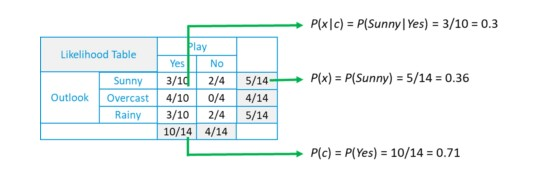 P(x|c) = P(Sunny|Yes) = 3/10 = 0.3
Likelihood Table Play
Yes No
Outlook Sunny 3/10 2/4 5/14
P(x) = P(Sunny) = 5/14 = 0.36
Overcast 4/10 0/4 4/14
Rainy 3/10 2/4 5/14
10/14 4/14
P(c) = P(Yes) = 10/14 = 0.71